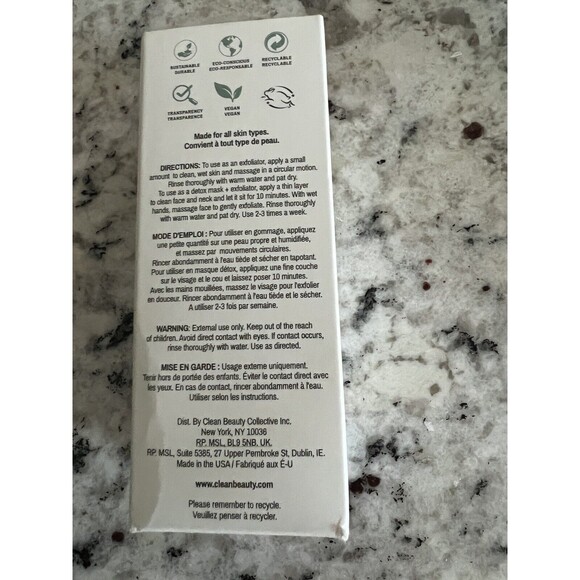 SUSTAINABLE ECO-CONSCIOUS RECYCLABLE
DURABLE ECO-RESPONSABLE RECYCLABLE
TRANSPARENCY VEGAN
TRANSPARENCE VEGAN
Made for all skin types.
Convient à tout type de peau.
DIRECTIONS: To use as an exfoliator, apply a small
amount to clean, wet skin and massage in a circular motion.
Rinse thoroughly with warm water and pat dry.
To use as a detox mask + exfoliator, apply a thin layer
to clean face and neck and let it sit for 10 minutes. With wet
hands, massage face to gently exfoliate. Rinse thoroughly
with warm water and pat dry. Use 2-3 times a week.
MODE D'EMPLOI : Pour utiliser en gommage, appliquez
une petite quantité sur une peau propre et humidifiée,
et massez par mouvements circulaires.
Rincer abondamment à l'eau tiède et sécher en tapotant.
Pour utiliser en masque détox, appliquez une fine couche
sur le visage et le cou et laissez poser 10 minutes.
Avec les mains mouillées, massez le visage pour l'exfolier
en douceur. Rincer abondamment à l'eau tiède et sécher.
A utiliser 2-3 fois par semaine.
WARNING: External use only. Keep out of the reach
of children. Avoid direct contact with eyes. If contact occurs,
rinse thoroughly with water. Use as directed.
MISE EN GARDE : Usage externe uniquement.
Tenir hors de portée des enfants. Éviter le contact direct avec
les yeux. En cas de contact, rincer abondamment à l'eau.
Utiliser selon les instructions.
Dist. By Clean Beauty Collective Inc.
New York, NY 10036
RP. MSL, BL9 5NB, UK.
RP. MSL, Suite 5385, 27 Upper Pembroke St, Dublin, IE.
Made in the USA / Fabriqué aux É-U
www.cleanbeauty.com
Please remember to recycle.
Veuillez penser à recycler.